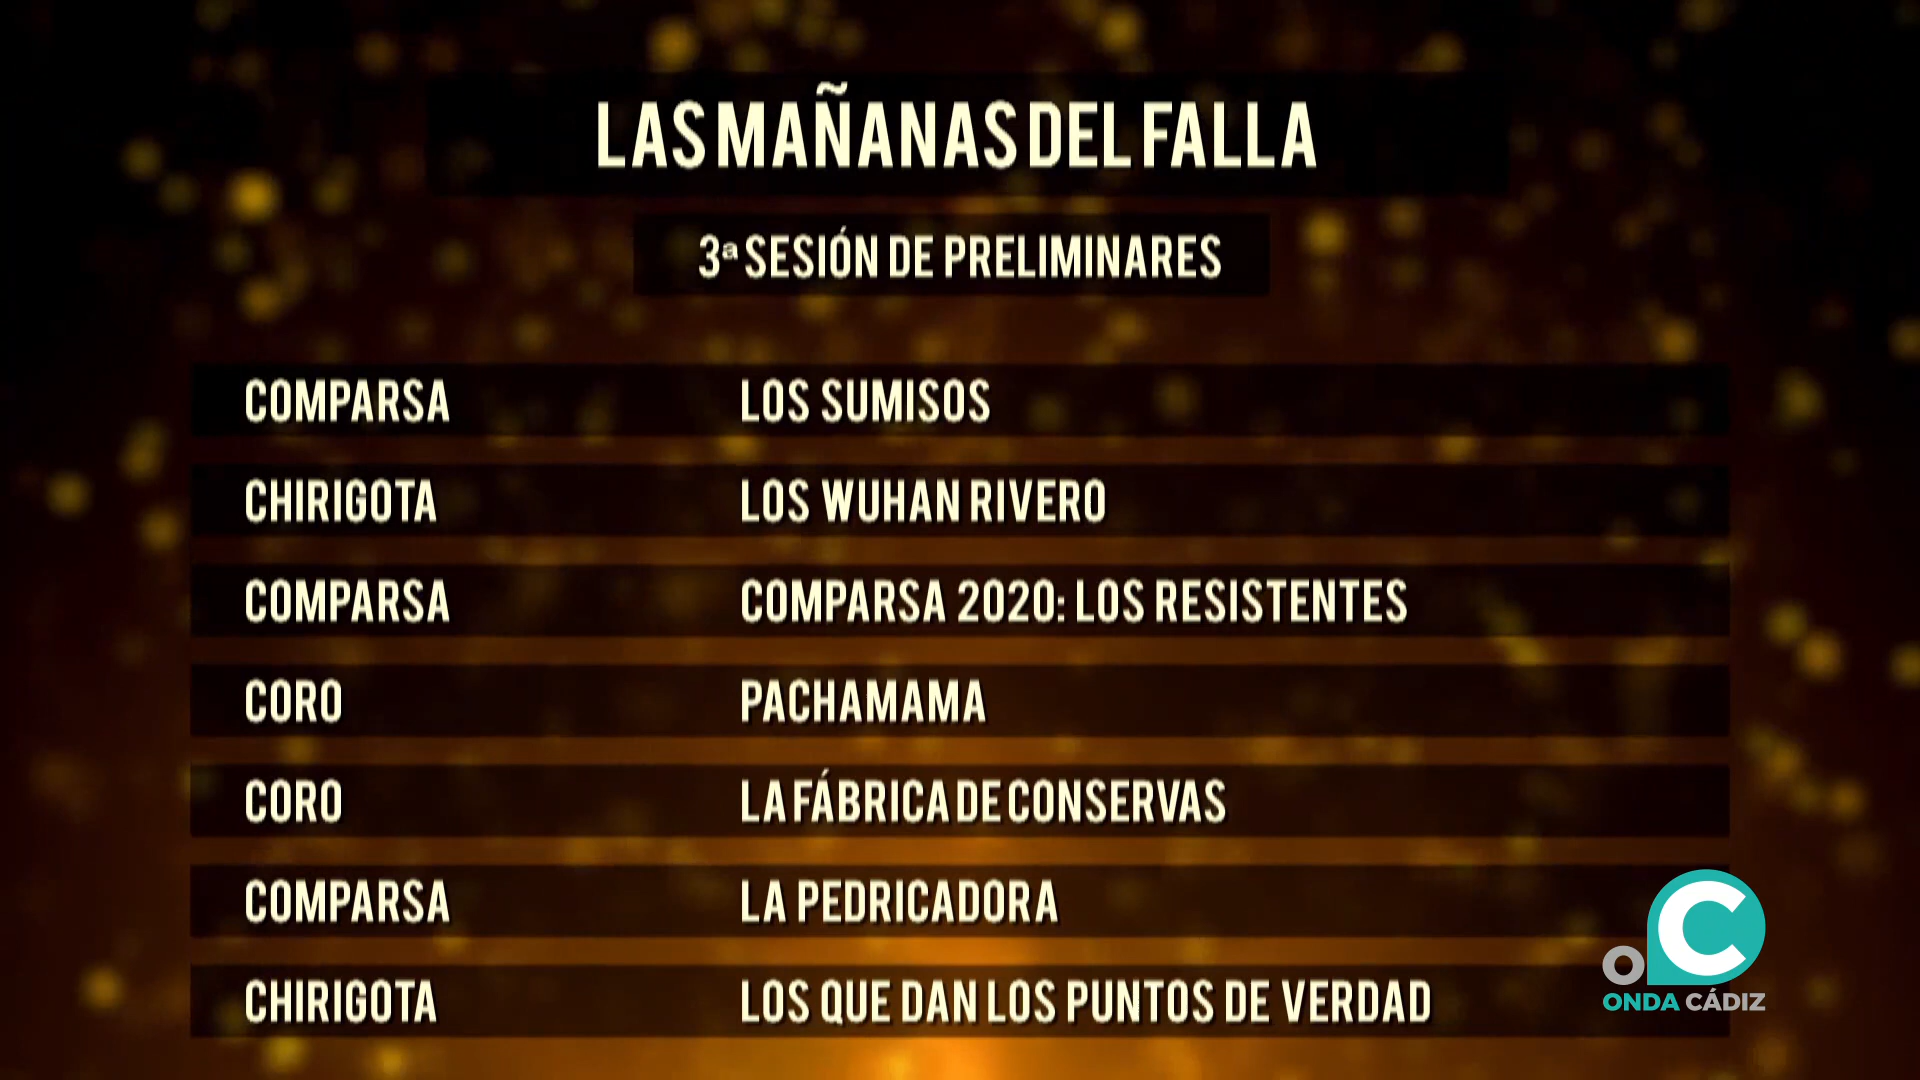 LAS MAÑANAS DEL FALLA
3ª SESIÓN DE PRELIMINARES
COMPARSA LOS SUMISOS
CHIRIGOTA LOS WUHAN RIVERO
COMPARSA COMPARSA 2020: LOS RESISTENTES
CORO PACHAMAMA
CORO LA FÁBRICA DE CONSERVAS
COMPARSA LA PEDRICADORA
CHIRIGOTA LOS QUE DAN LOS PUNTOS DE VERDAD
OC
ONDA CÁDIZ